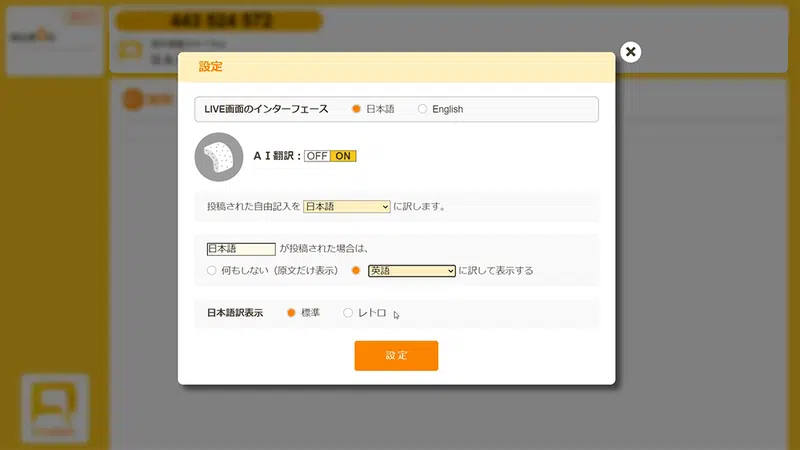 443 524 572
設定
LIVE画面のインターフェース 日本語 English
ＡＩ翻訳： OFF ON
投稿された自由記入を 日本語 に訳します。
日本語 が投稿された場合は、
何もしない（原文だけ表示） 英語 に訳して表示する
日本語訳表示 標準 レトロ
設定